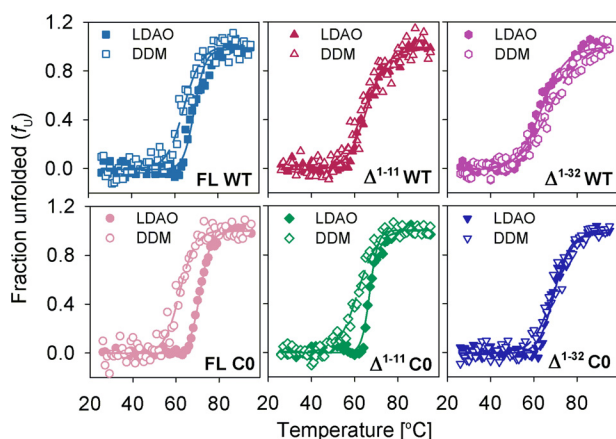 LDAO
DDM
FL WT
LDAO
DDM
Δ1-11 WT
LDAO
DDM
Δ1-32 WT
1.2
0.8
0.4
0.0
LDAO
DDM
FL C0
LDAO
DDM
Δ1-11 C0
LDAO
DDM
Δ1-32 C0
1.2
0.8
0.4
0.0
Fraction unfolded (fU)
20 40 60 80
20 40 60 80
20 40 60 80
Temperature [°C]